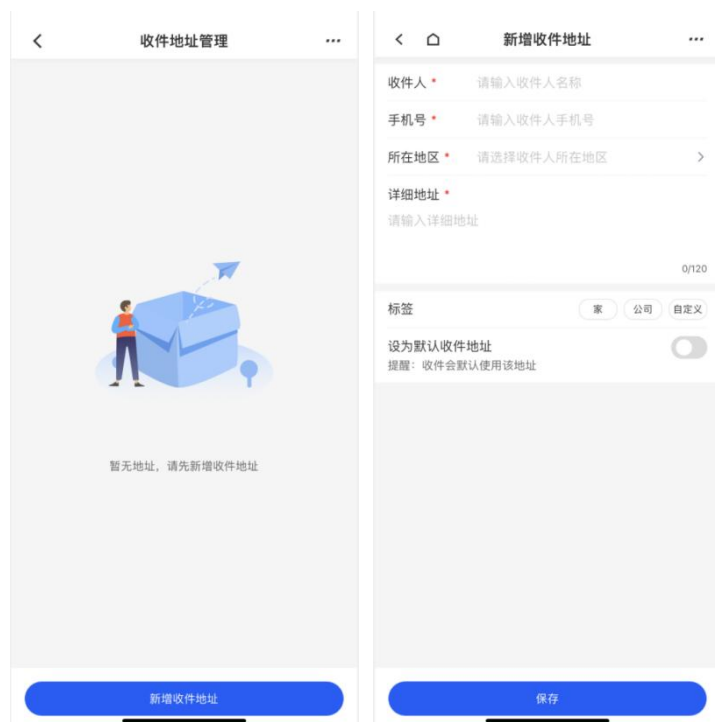 收件地址管理
暂无地址，请先新增收件地址
新增收件地址
新增收件地址
收件人 *
请输入收件人名称
手机号 *
请输入收件人手机号
所在地区 *
请选择收件人所在地区
详细地址 *
请输入详细地址
0/120
标签
家
公司
自定义
设为默认收件地址
提醒：收件会默认使用该地址
保存